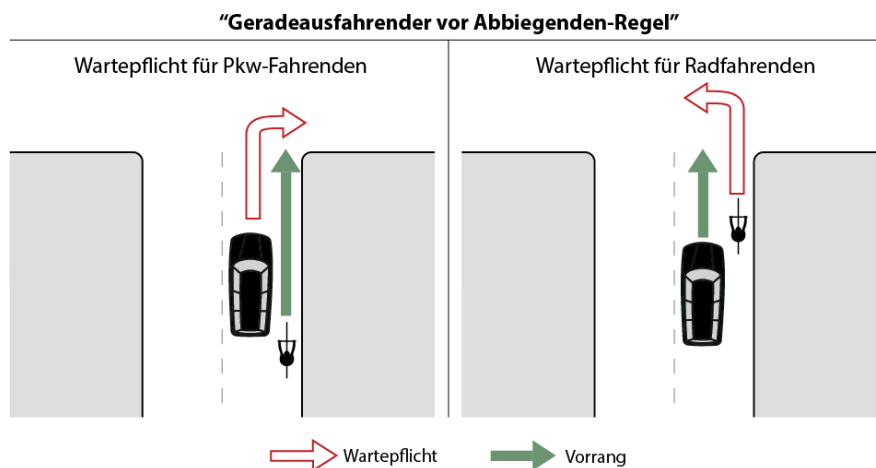 “Geradeausfahrender vor Abbiegenden-Regel”
Wartepflicht für Pkw-Fahrenden
Wartepflicht für Radfahrenden
Wartepflicht
Vorrang